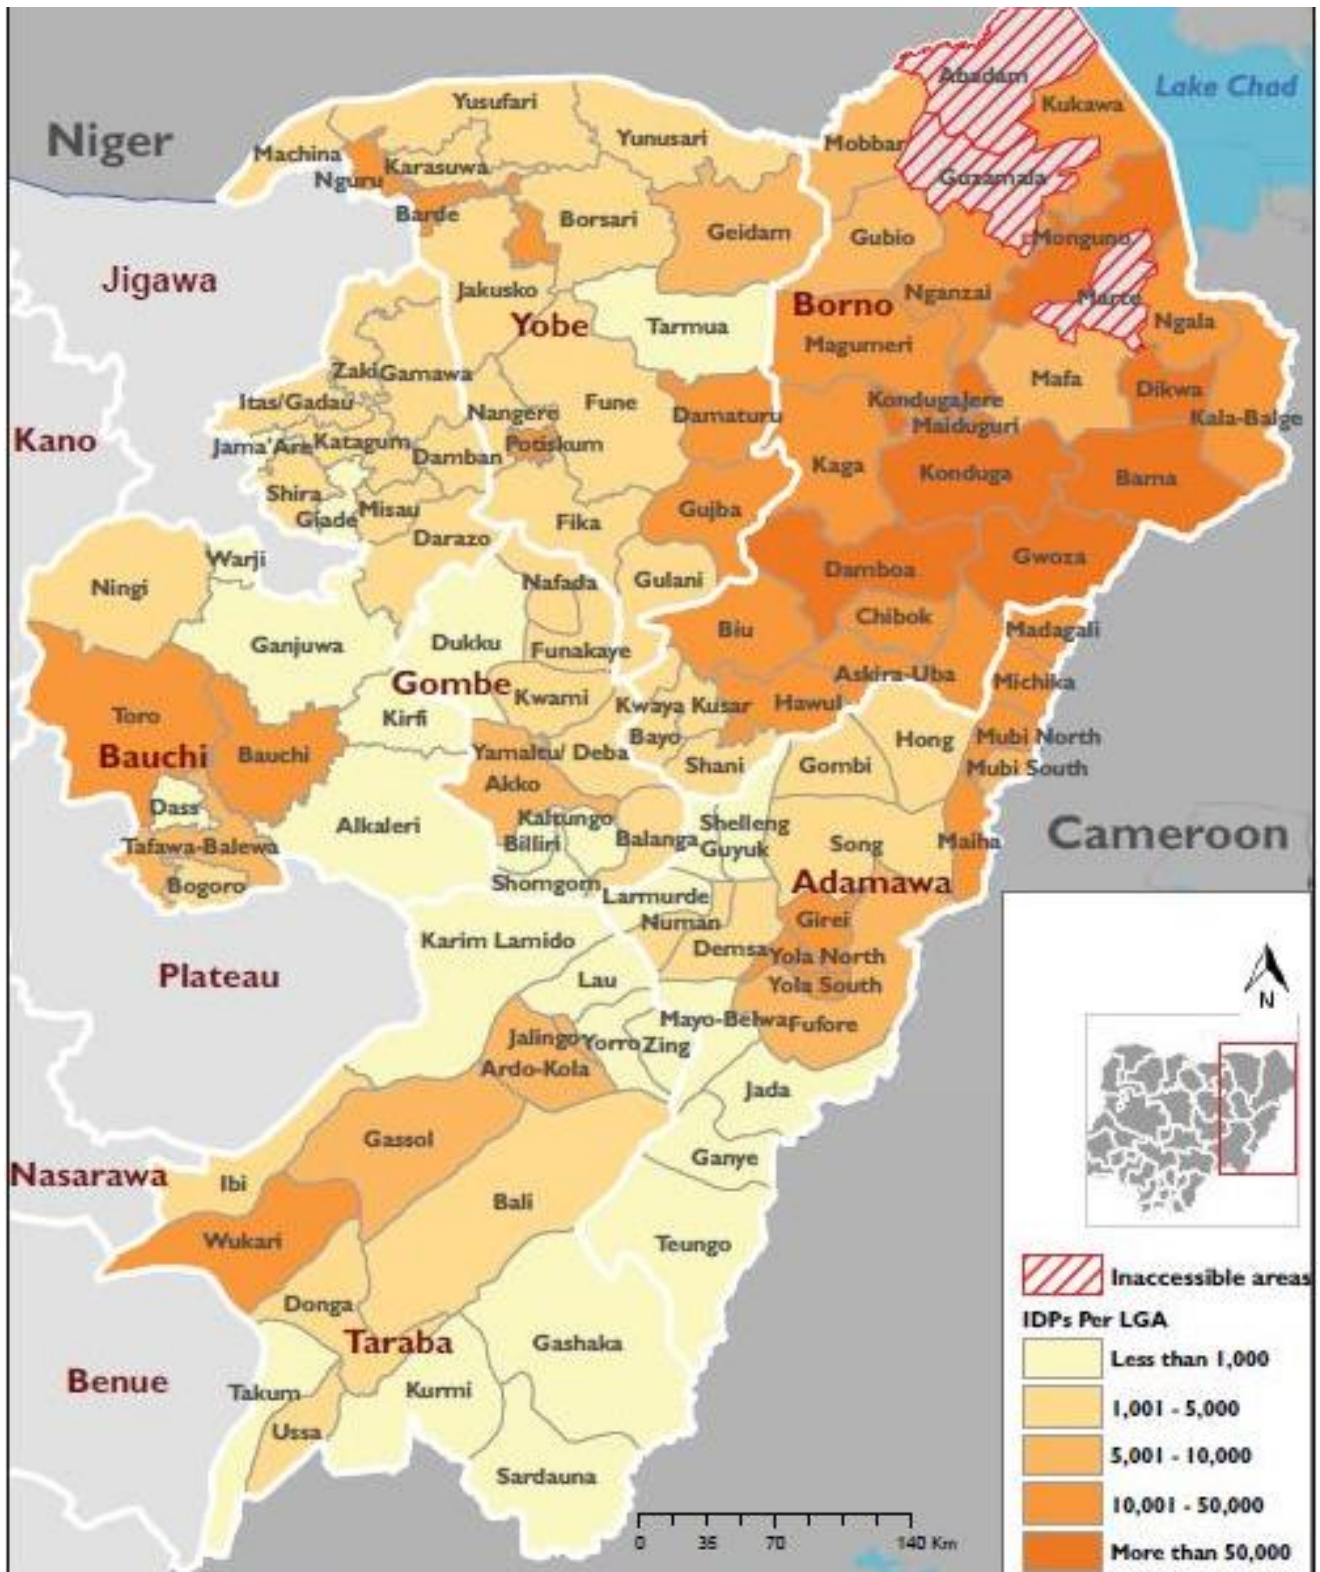 Abadam
Lake Chad
Yusufari
Kukawa
Niger
Yunusari
Mobbar
Machina
Karasuwa
Nguru
Guzamala
Barde
Borsari
Geidam
Gubio
Monguno
Jigawa
Jakusko
Nganzai
Marte
Yobe
Tarmua
Borno
Ngala
Magumeri
Zaki
Gamawa
Mafa
Dikwa
Itas/Gadau
Nangere
Fune
Damaturu
Konduga
Jere
Kala-Balge
Kano
Jama'Are
Katagum
Potiskum
Maiduguri
Damban
Kaga
Konduga
Bama
Shira
Misau
Giade
Fika
Gujba
Darazo
Warji
Gwoza
Ningi
Nafada
Gulani
Damboa
Chibok
Ganjuwa
Dukku
Funakaye
Biu
Madagali
Gombe
Kwami
Askira-Uba
Michika
Toro
Kirfi
Kwaya Kusar
Hawul
Bauchi
Bauchi
Yamaltu/ Deba
Bayo
Hong
Mubi North
Shani
Gombi
Mubi South
Akko
Dass
Alkaleri
Kaltungo
Shelleng
Cameroon
Tafawa-Balewa
Billiri
Balanga
Guyuk
Song
Maiha
Bogoro
Shomgom
Larmurde
Adamawa
Numan
Girei
Karim Lamido
Demsa
Yola North
Plateau
Lau
Yola South
N
Jalingo
Yorro
Zing
Mayo-Belwa
Fufore
Ardo-Kola
Jada
Gassol
Ganye
Nasarawa
Ibi
Bali
Wukari
Teungo
Inaccessible areas
Donga
IDPs Per LGA
Taraba
Gashaka
Less than 1,000
Benue
Takum
Kurmi
1,001 - 5,000
Ussa
5,001 - 10,000
Sardauna
10,001 - 50,000
0 35 70 140 Km
More than 50,000